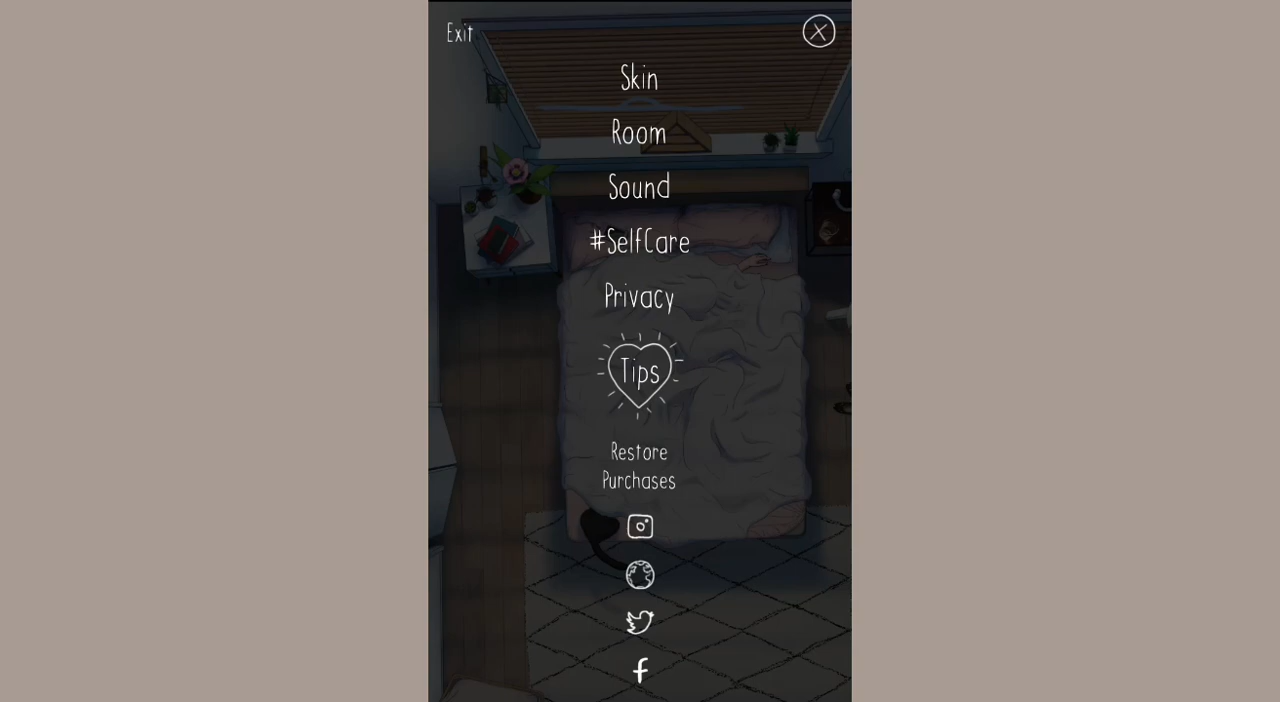 Exit
Skin
Room
Sound
#SelfCare
Privacy
Tips
Restore
Purchases